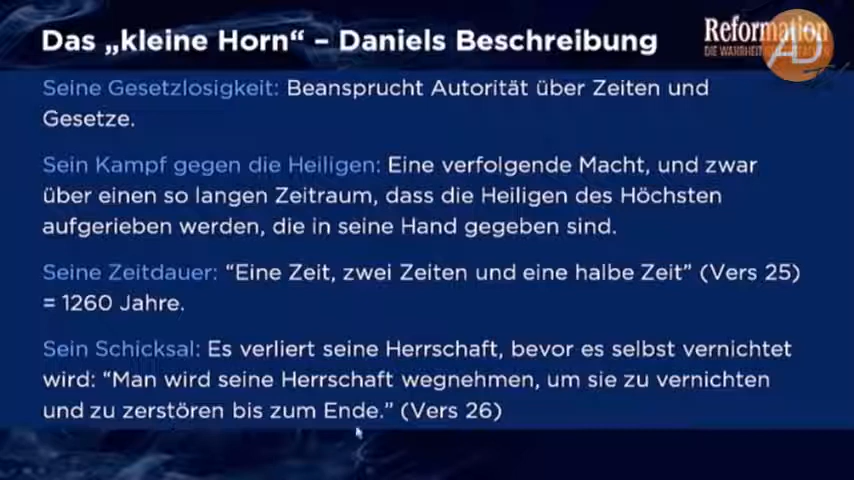 Das „kleine Horn“ – Daniels Beschreibung
Reformation
DIE WAHRHEIT
Seine Gesetzlosigkeit: Beansprucht Autorität über Zeiten und
Gesetze.
Sein Kampf gegen die Heiligen: Eine verfolgende Macht, und zwar
über einen so langen Zeitraum, dass die Heiligen des Höchsten
aufgerieben werden, die in seine Hand gegeben sind.
Seine Zeitdauer: “Eine Zeit, zwei Zeiten und eine halbe Zeit” (Vers 25)
= 1260 Jahre.
Sein Schicksal: Es verliert seine Herrschaft, bevor es selbst vernichtet
wird: “Man wird seine Herrschaft wegnehmen, um sie zu vernichten
und zu zerstören bis zum Ende.” (Vers 26)